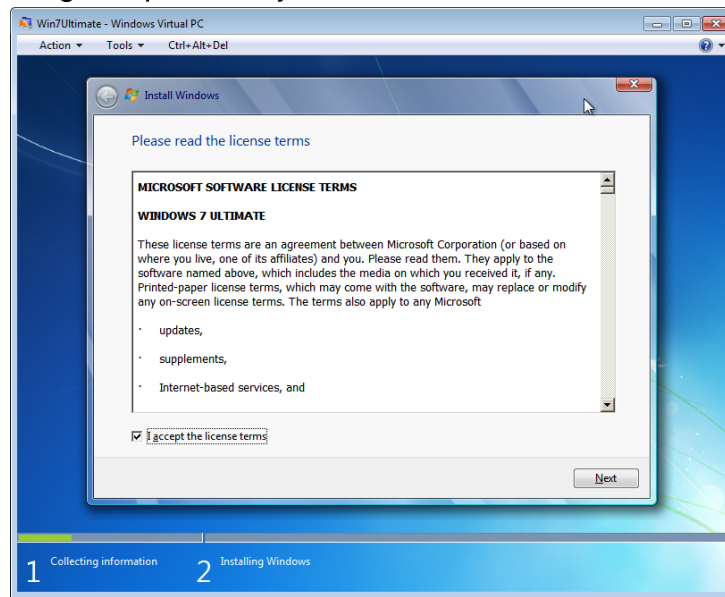 Win7Ultimate - Windows Virtual PC
Action Tools Ctrl+Alt+Del
Install Windows
Please read the license terms
MICROSOFT SOFTWARE LICENSE TERMS
WINDOWS 7 ULTIMATE
These license terms are an agreement between Microsoft Corporation (or based on
where you live, one of its affiliates) and you. Please read them. They apply to the
software named above, which includes the media on which you received it, if any.
Printed-paper license terms, which may come with the software, may replace or modify
any on-screen license terms. The terms also apply to any Microsoft
· updates,
· supplements,
· Internet-based services, and
I accept the license terms
Next
1 Collecting information 2 Installing Windows